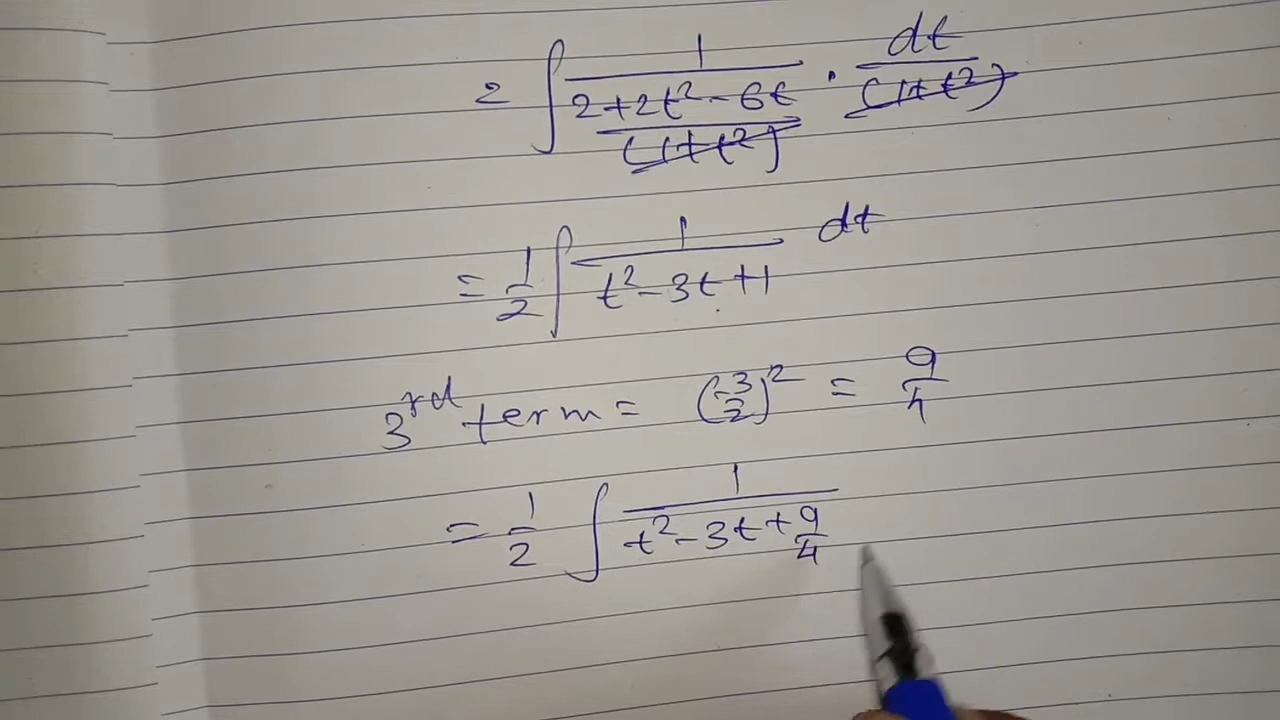 = ∫ 1/((2+2t²-6t)/(1+t²)) · dt/(1+t²)
= 1/2 ∫ 1/(t²-3t+1) dt
3rd term = (-3/2)² = 9/4
= 1/2 ∫ 1/(t²-3t+9/4)